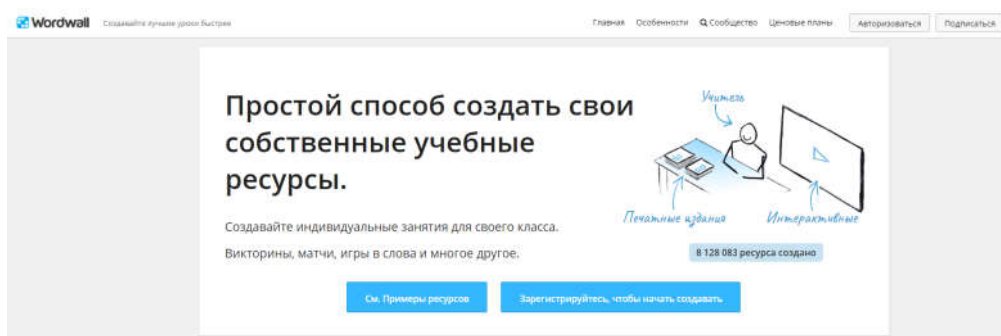 Wordwall Создавайте лучшие уроки быстрее
Главная Особенности Сообщество Ценовые планы Авторизоваться Подписаться
Простой способ создать свои
собственные учебные
ресурсы.
Создавайте индивидуальные занятия для своего класса.
Викторины, матчи, игры в слова и многое другое.
Учитель
Печатные издания
Интерактивные
8 128 083 ресурса создано
См. Примеры ресурсов
Зарегистрируйтесь, чтобы начать создавать